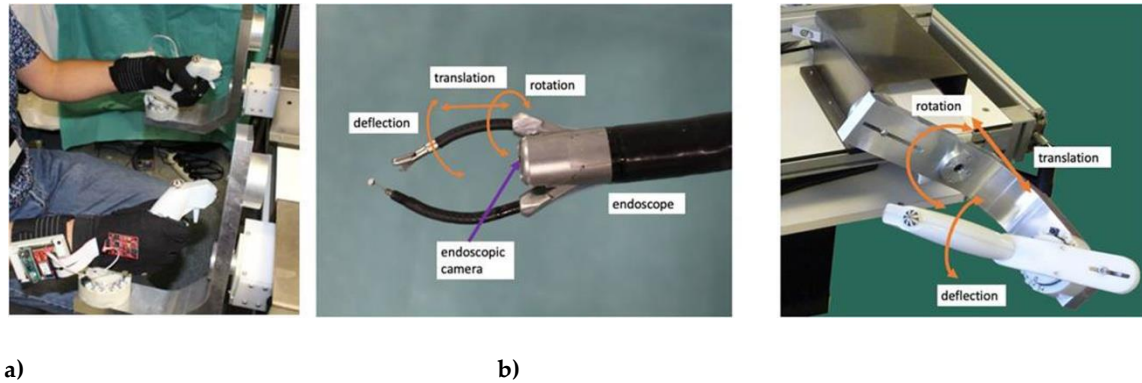 translation
rotation
deflection
endoscope
endoscopic
camera
rotation
translation
deflection
a)
b)